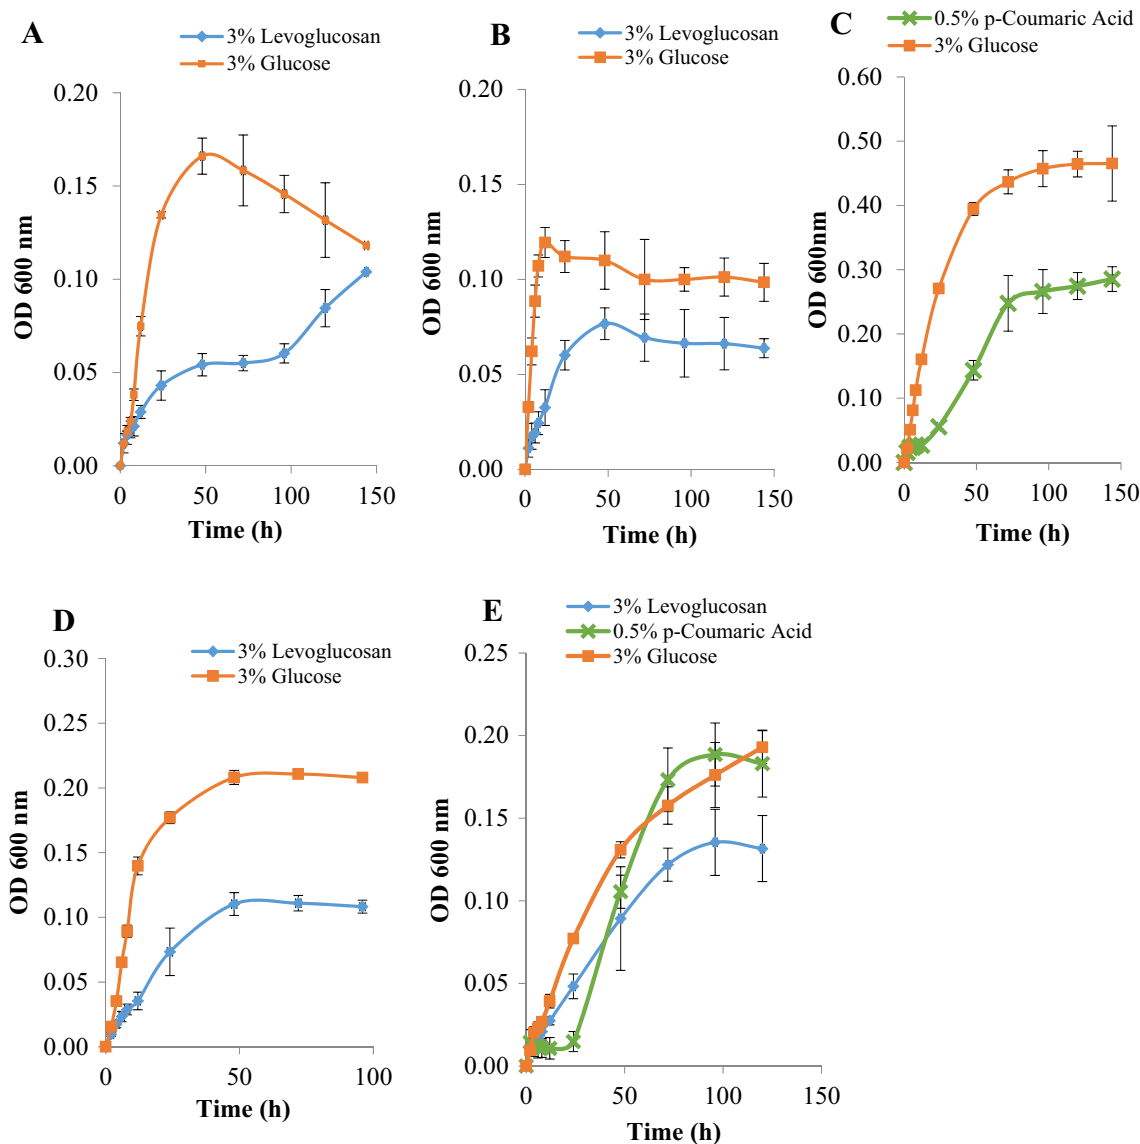 A
3% Levoglucosan
3% Glucose
0.20
0.15
0.10
0.05
0.00
OD 600 nm
0 50 100 150
Time (h)
B
3% Levoglucosan
3% Glucose
0.20
0.15
0.10
0.05
0.00
OD 600 nm
0 50 100 150
Time (h)
C
0.5% p-Coumaric Acid
3% Glucose
0.60
0.50
0.40
0.30
0.20
0.10
0.00
OD 600nm
0 50 100 150
Time (h)
D
3% Levoglucosan
3% Glucose
0.30
0.25
0.20
0.15
0.10
0.05
0.00
OD 600 nm
0 50 100
Time (h)
E
3% Levoglucosan
0.5% p-Coumaric Acid
3% Glucose
0.25
0.20
0.15
0.10
0.05
0.00
OD 600 nm
0 50 100 150
Time (h)